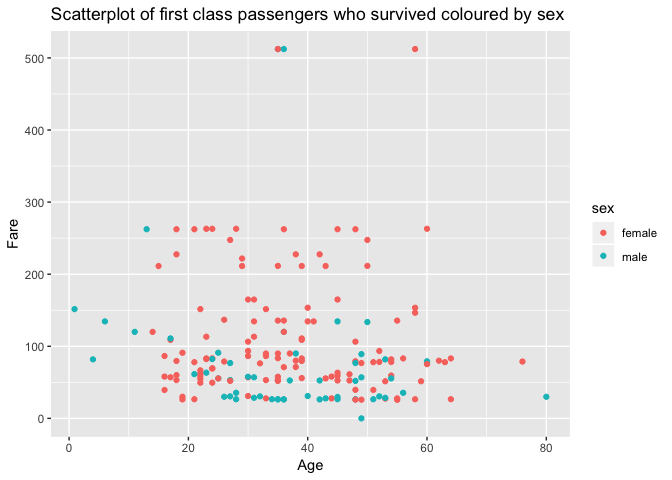 Scatterplot of first class passengers who survived coloured by sex
500
400
300
200
100
0
Fare
0 20 40 60 80
Age
sex
female
male